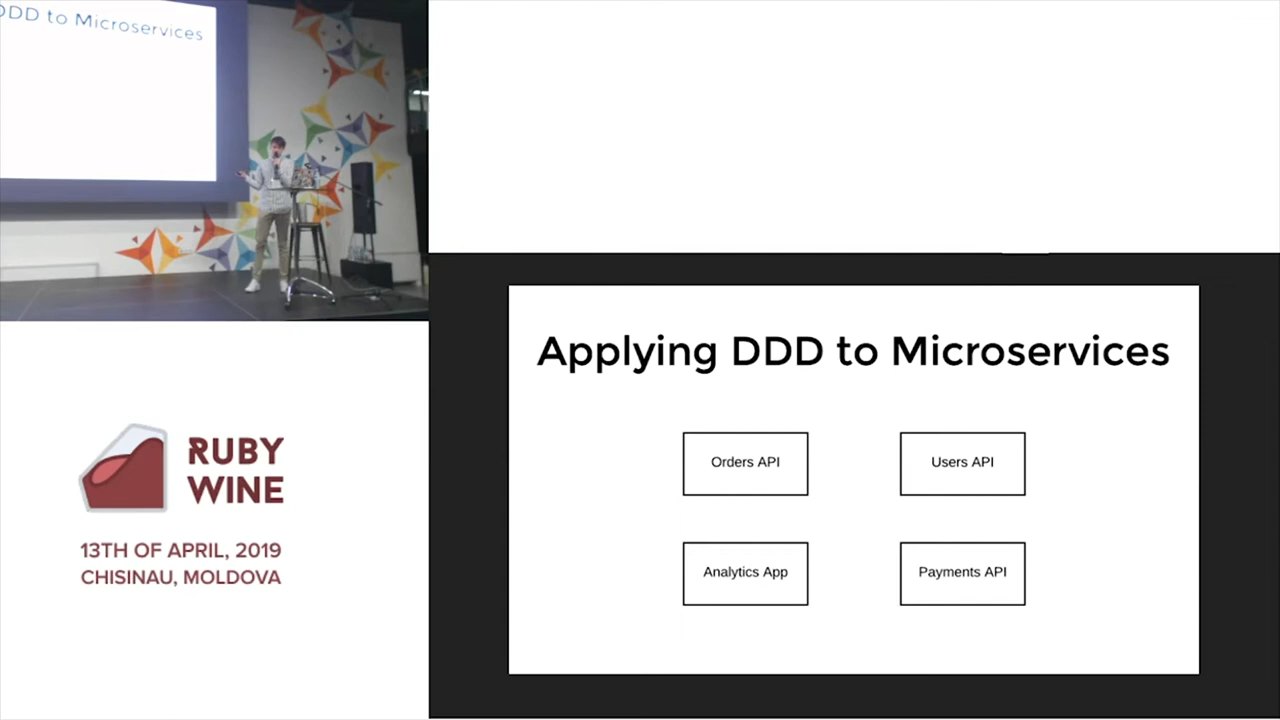 DDD to Microservices
RUBY
WINE
13TH OF APRIL, 2019
CHISINAU, MOLDOVA
Applying DDD to Microservices
Orders API
Users API
Analytics App
Payments API